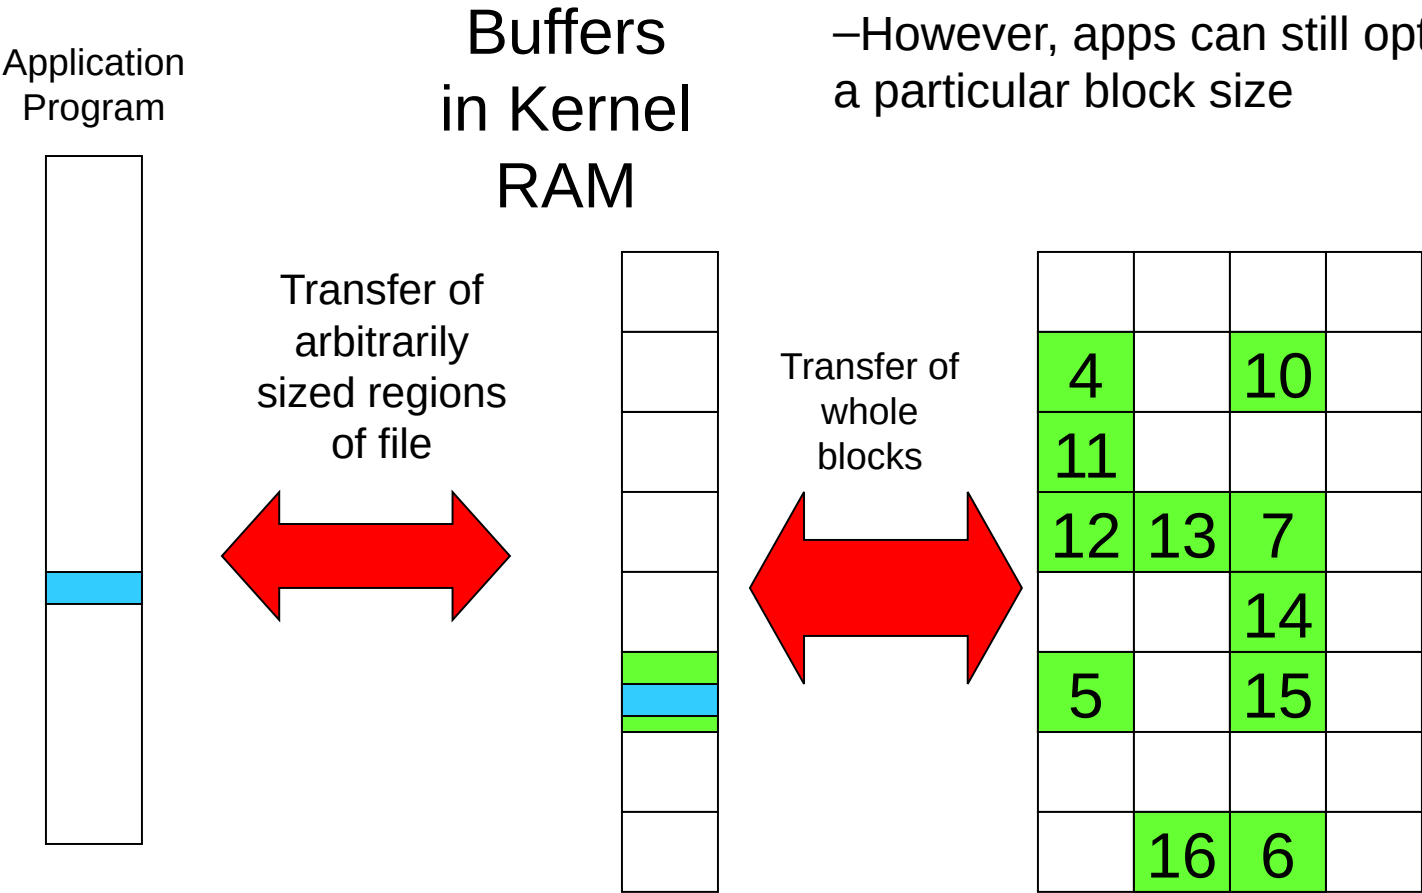 Buffers
in Kernel
RAM
–However, apps can still
a particular block size
Application
Program
Transfer of
arbitrarily
sized regions
of file
Transfer of
whole
blocks
4 10
11
12 13 7
14
5 15
16 6